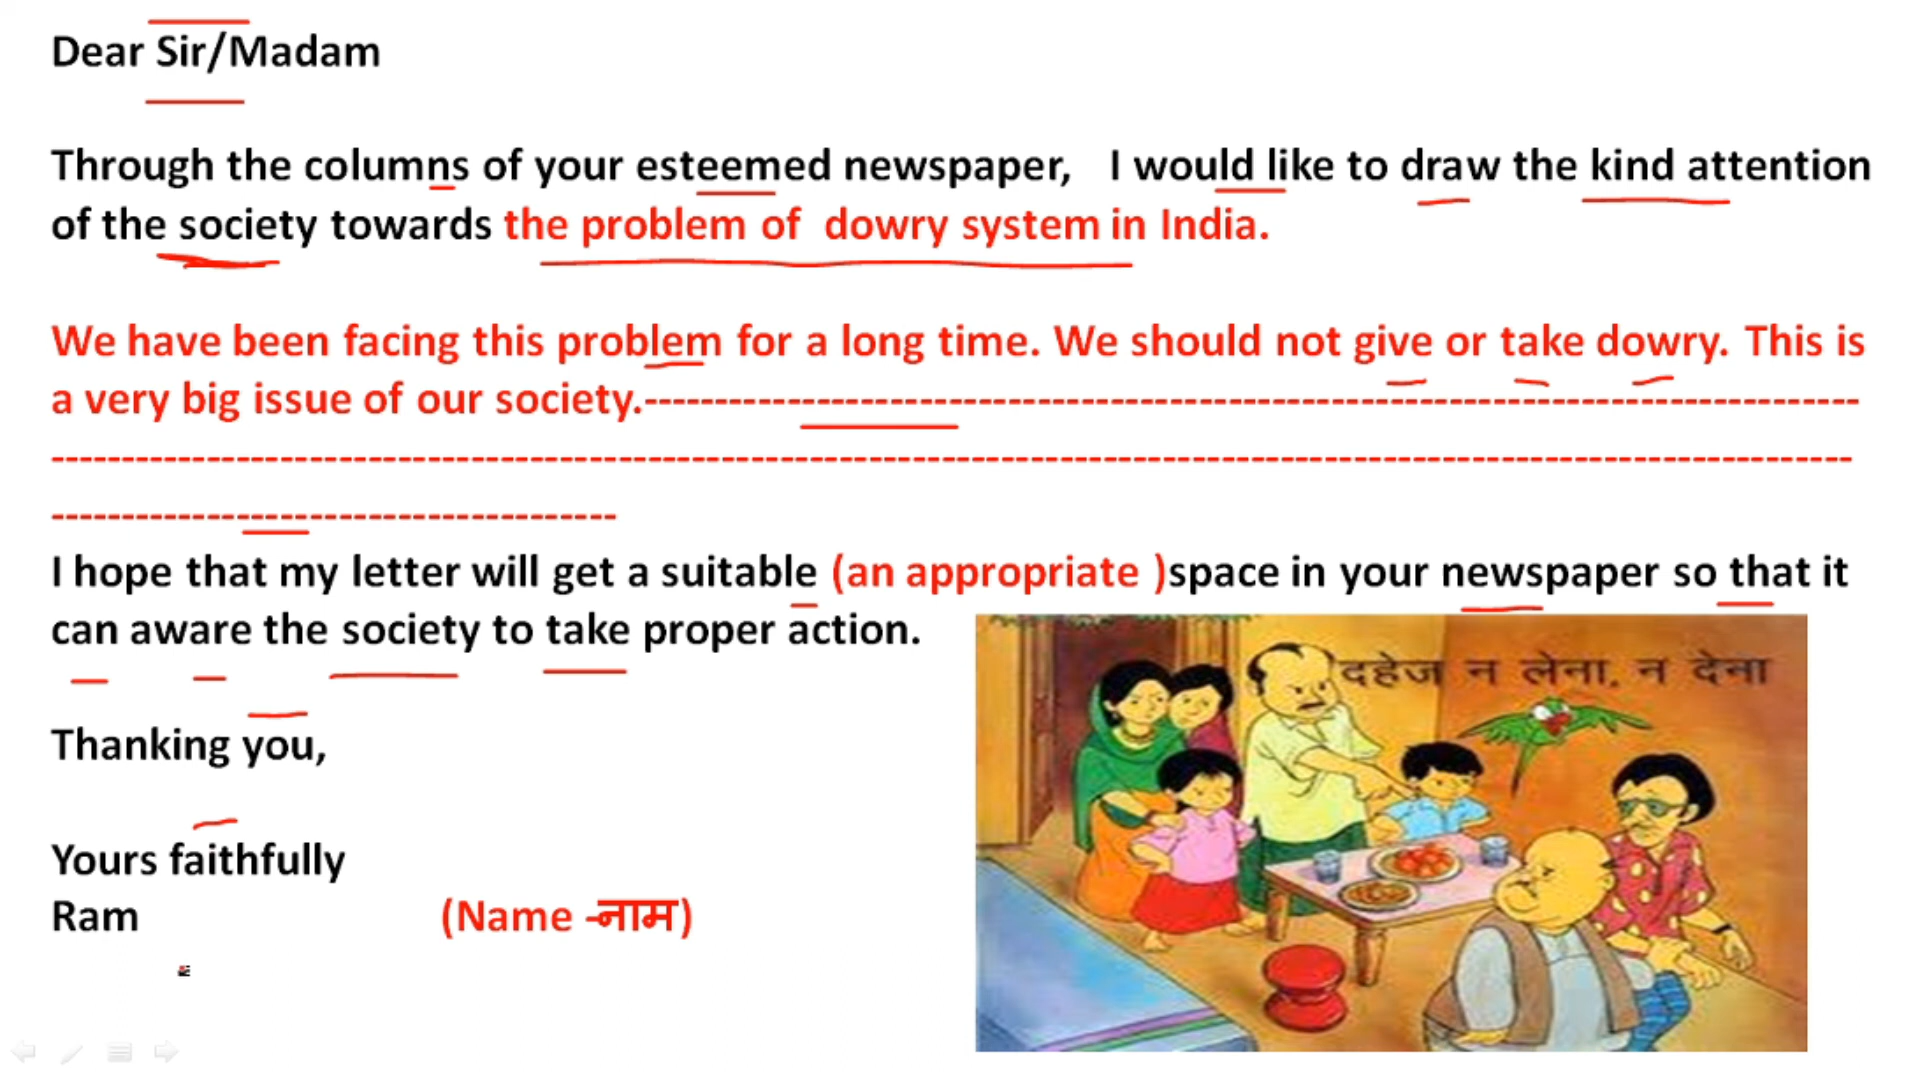 Dear Sir/Madam
Through the columns of your esteemed newspaper, I would like to draw the kind attention
of the society towards the problem of dowry system in India.
We have been facing this problem for a long time. We should not give or take dowry. This is
a very big issue of our society.--------------------------------------------------------------------------------------
----------------------------------------------------------------------------------------------------------------------------------
-----------------------------------------
I hope that my letter will get a suitable (an appropriate )space in your newspaper so that it
can aware the society to take proper action.
दहेज न लेना, न देना
Thanking you,
Yours faithfully
Ram (Name -नाम)